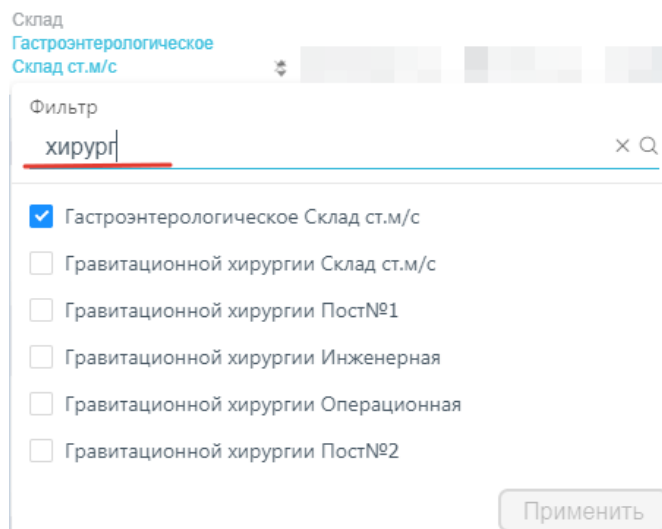 Склад
Гастроэнтерологическое
Склад ст.м/с
Фильтр
хирург
Гастроэнтерологическое Склад ст.м/с
Гравитационной хирургии Склад ст.м/с
Гравитационной хирургии Пост№1
Гравитационной хирургии Инженерная
Гравитационной хирургии Операционная
Гравитационной хирургии Пост№2
Применить